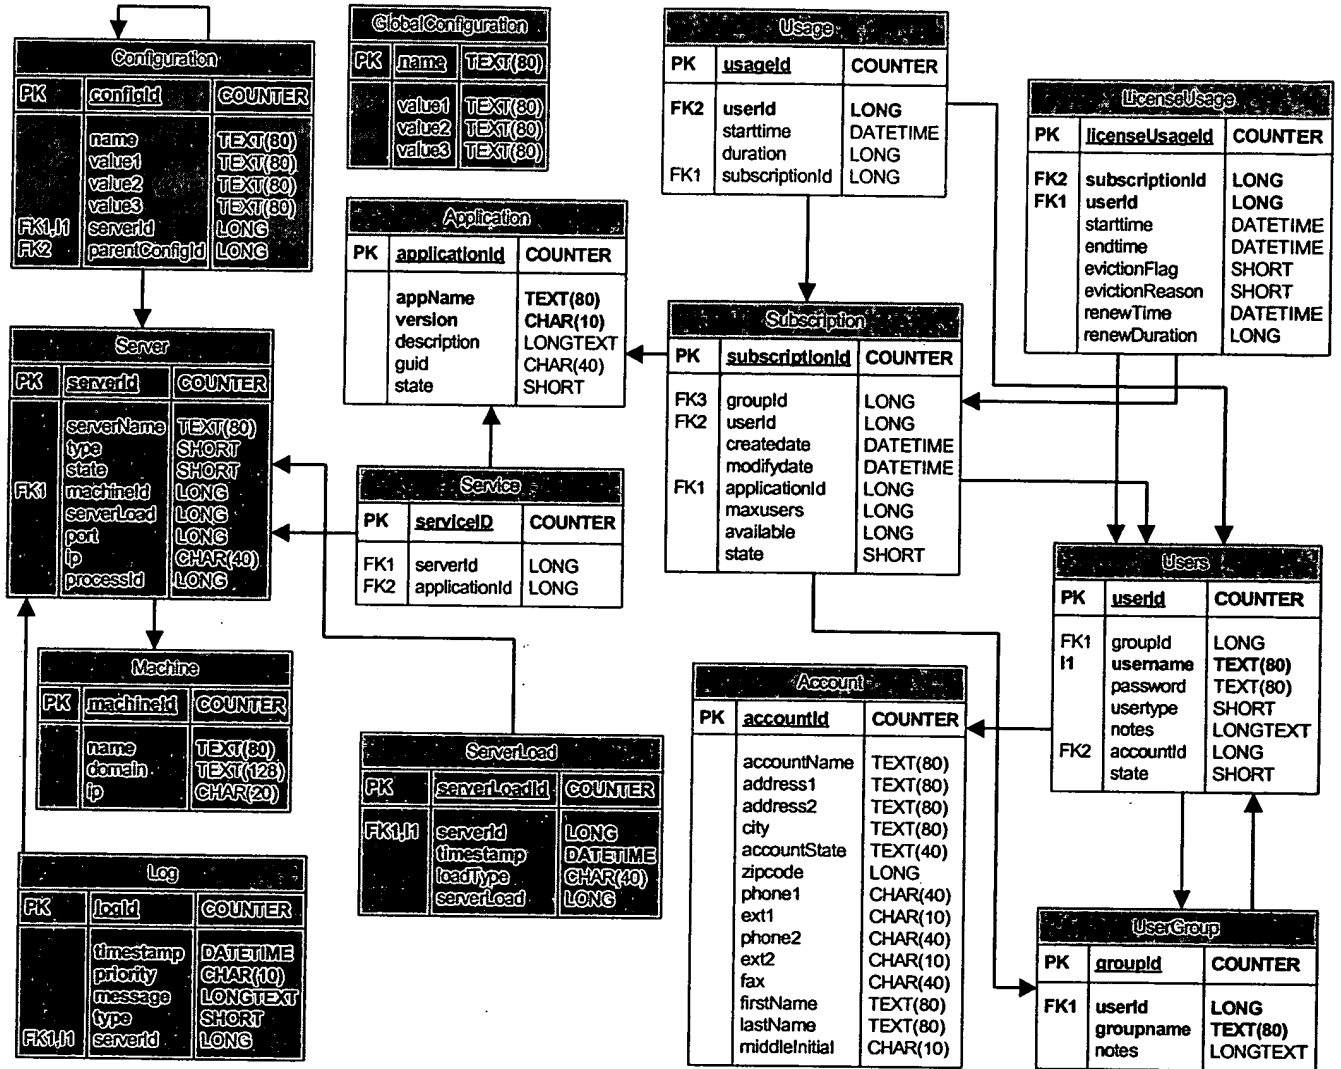 Configuration
PK configId COUNTER
name TEXT(80)
value1 TEXT(80)
value2 TEXT(80)
value3 TEXT(80)
FK1,I1 serverId LONG
FK2 parentConfigId LONG
GlobalConfiguration
PK name TEXT(80)
value1 TEXT(80)
value2 TEXT(80)
value3 TEXT(80)
Usage
PK usageId COUNTER
FK2 userId LONG
starttime DATETIME
duration LONG
FK1 subscriptionId LONG
LicenseUsage
PK licenseUsageId COUNTER
FK2 subscriptionId LONG
FK1 userId LONG
starttime DATETIME
endtime DATETIME
evictionFlag SHORT
evictionReason SHORT
renewTime DATETIME
renewDuration LONG
Application
PK applicationId COUNTER
appName TEXT(80)
version CHAR(10)
description LONGTEXT
guid CHAR(40)
state SHORT
Server
PK serverId COUNTER
serverName TEXT(80)
type SHORT
state SHORT
FK1 machineId LONG
serverLoad LONG
port LONG
ip CHAR(40)
processId LONG
Subscription
PK subscriptionId COUNTER
FK3 groupId LONG
FK2 userId LONG
createdate DATETIME
modifydate DATETIME
FK1 applicationId LONG
maxusers LONG
available LONG
state SHORT
Service
PK serviceID COUNTER
FK1 serverId LONG
FK2 applicationId LONG
Users
PK userId COUNTER
FK1 groupId LONG
I1 username TEXT(80)
password TEXT(80)
usertype SHORT
notes LONGTEXT
FK2 accountId LONG
state SHORT
Machine
PK machineId COUNTER
name TEXT(80)
domain TEXT(128)
ip CHAR(20)
Account
PK accountId COUNTER
accountName TEXT(80)
address1 TEXT(80)
address2 TEXT(80)
city TEXT(80)
accountState TEXT(40)
zipcode LONG
phone1 CHAR(40)
ext1 CHAR(10)
phone2 CHAR(40)
ext2 CHAR(10)
fax CHAR(40)
firstName TEXT(80)
lastName TEXT(80)
middleInitial CHAR(10)
ServerLoad
PK serverLoadId COUNTER
FK1,I1 serverId LONG
timestamp DATETIME
loadType CHAR(40)
serverLoad LONG
Log
PK logId COUNTER
timestamp DATETIME
priority CHAR(10)
message LONGTEXT
type SHORT
FK1,I1 serverId LONG
UserGroup
PK groupId COUNTER
FK1 userId LONG
groupname TEXT(80)
notes LONGTEXT